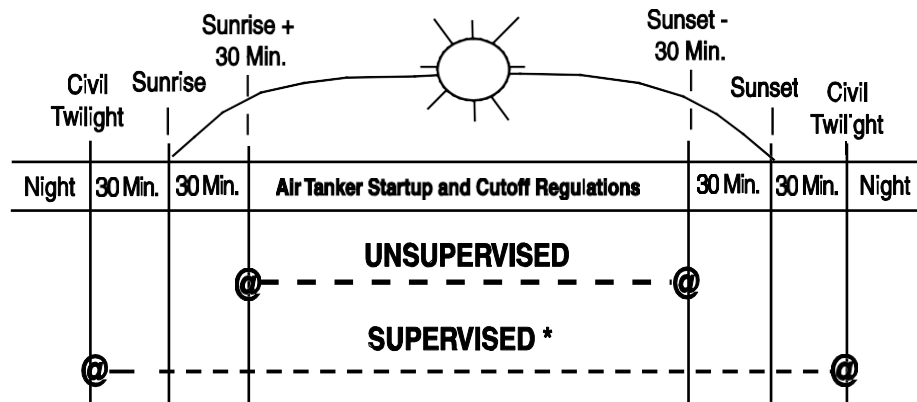 Sunrise +
30 Min.
Sunset -
30 Min.
Civil
Twilight
Sunrise
Sunset
Civil
Twilight
Night 30 Min. 30 Min. Air Tanker Startup and Cutoff Regulations 30 Min. 30 Min. Night
UNSUPERVISED
@ @
SUPERVISED *
@ @